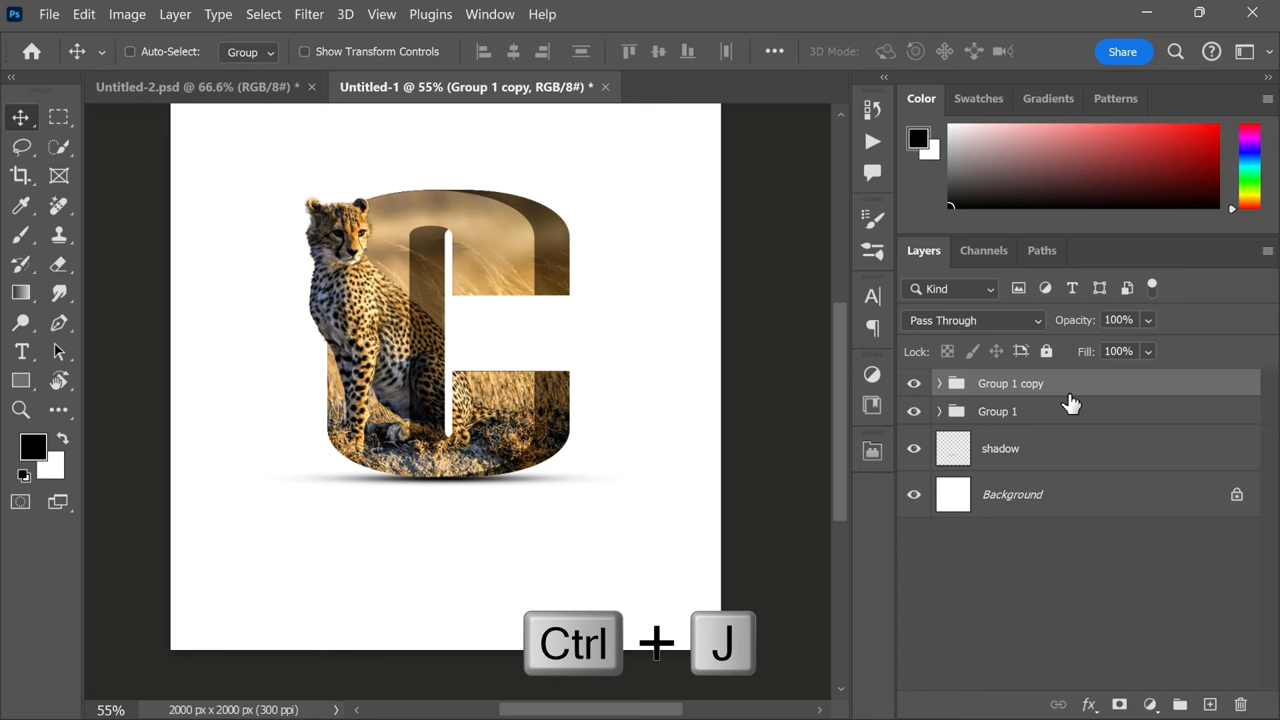 Ps File Edit Image Layer Type Select Filter 3D View Plugins Window Help
Auto-Select: Group Show Transform Controls 3D Mode: Share
Untitled-2.psd @ 66.6% (RGB/8#) * Untitled-1 @ 55% (Group 1 copy, RGB/8#) *
Color Swatches Gradients Patterns
Layers Channels Paths
Kind
Pass Through Opacity: 100%
Lock: Fill: 100%
Group 1 copy
Group 1
shadow
Background
Ctrl + J
55% 2000 px x 2000 px (300 ppi)